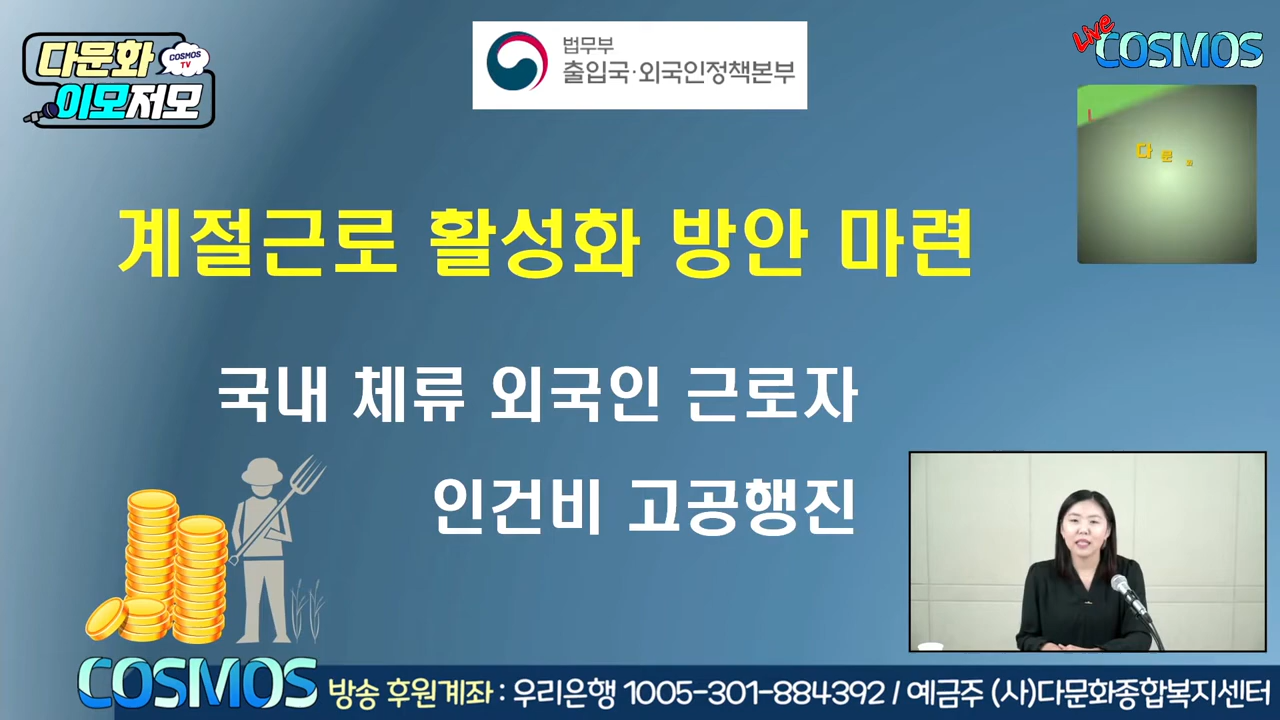 다문화
COSMOS
TV
이모저모
법무부
출입국·외국인정책본부
Live
COSMOS
다 문 화
계절근로 활성화 방안 마련
국내 체류 외국인 근로자
인건비 고공행진
COSMOS
방송 후원계좌 : 우리은행 1005-301-884392 / 예금주 (사)다문화종합복지센터